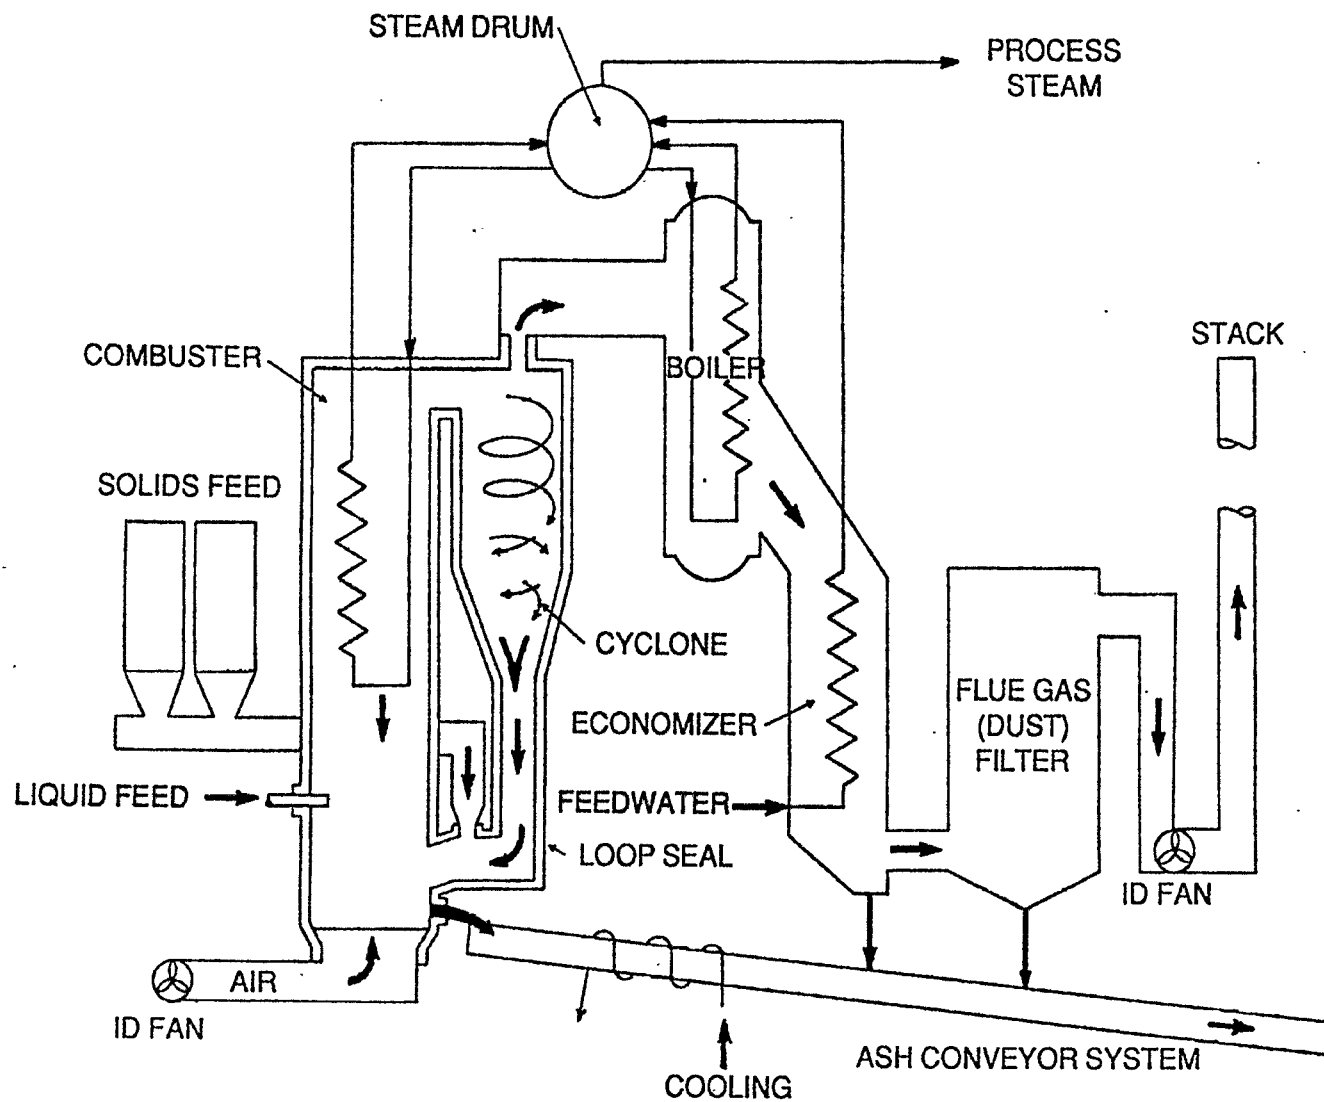 STEAM DRUM
PROCESS
STEAM
STACK
COMBUSTER
BOILER
SOLIDS FEED
CYCLONE
ECONOMIZER
FLUE GAS
(DUST)
FILTER
LIQUID FEED
FEEDWATER
LOOP SEAL
ID FAN
AIR
ID FAN
ASH CONVEYOR SYSTEM
COOLING